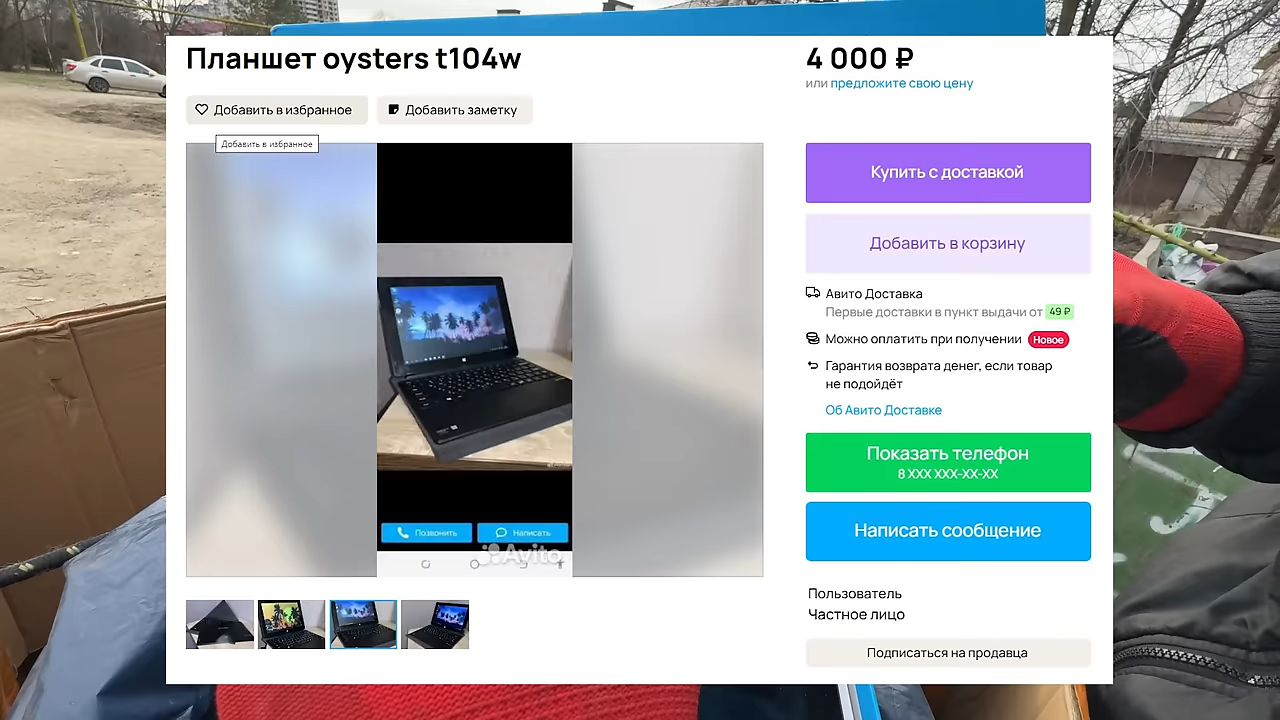 Планшет oysters t104w
4 000 ₽
или предложите свою цену
Добавить в избранное
Добавить заметку
Добавить в избранное
Купить с доставкой
Добавить в корзину
Авито Доставка
Первые доставки в пункт выдачи от 49 ₽
Можно оплатить при получении Новое
Гарантия возврата денег, если товар
не подойдёт
Об Авито Доставке
Показать телефон
8 XXX XXX-XX-XX
Написать сообщение
Позвонить
Написать
Avito
Пользователь
Частное лицо
Подписаться на продавца